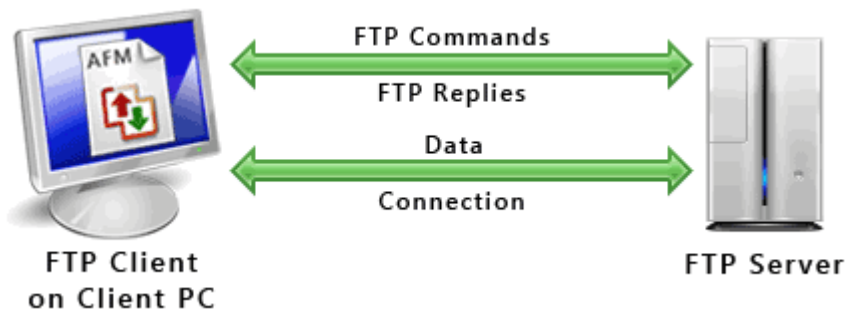 AFM
FTP Commands
FTP Replies
Data
Connection
FTP Client
on Client PC
FTP Server